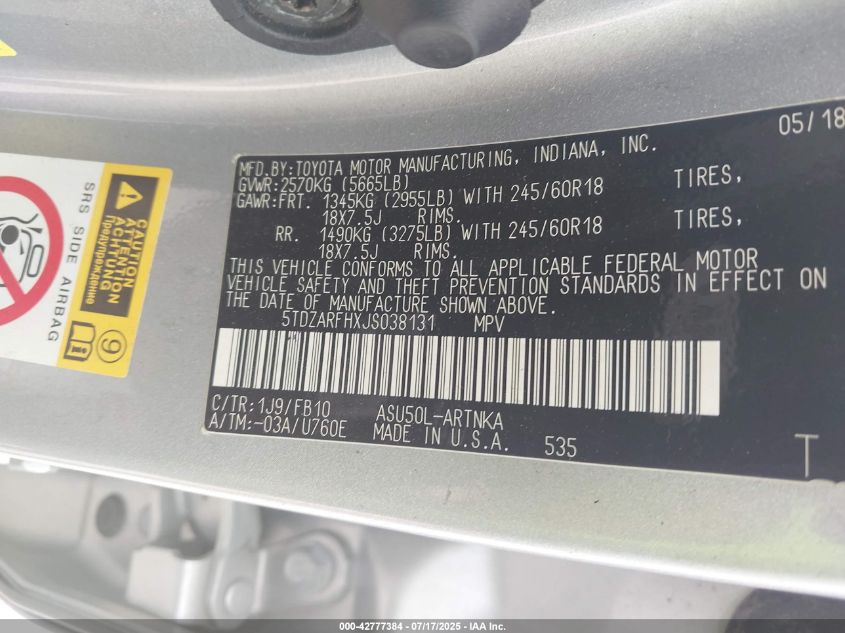 05/18
MFD.BY:TOYOTA MOTOR MANUFACTURING, INDIANA, INC.
GVWR:2570KG (5665LB)
GAWR:FRT. 1345KG (2955LB) WITH 245/60R18 TIRES,
18X7.5J RIMS.
RR. 1490KG (3275LB) WITH 245/60R18 TIRES,
18X7.5J RIMS.
THIS VEHICLE CONFORMS TO ALL APPLICABLE FEDERAL MOTOR
VEHICLE SAFETY AND THEFT PREVENTION STANDARDS IN EFFECT ON
THE DATE OF MANUFACTURE SHOWN ABOVE.
5TDZARFHXJS038131 MPV
C/TR:1J9/FB10 ASU50L-ARTNKA
A/TM:-03A/U760E MADE IN U.S.A. 535
T
SRS SIDE AIRBAG
CAUTION
ATTENTION
ACHTUNG
Предупреждение
9
000-42777384 | 07/17/2025 - IAA Inc.